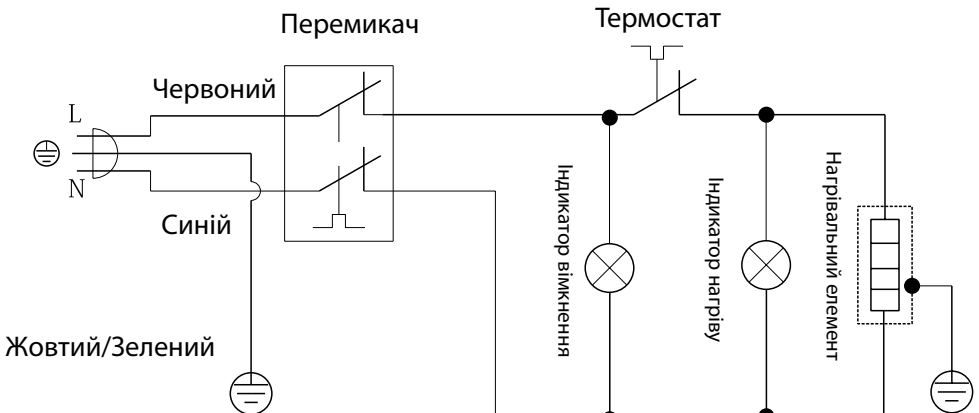 Перемикач
Термостат
Червоний
L
N
Синій
Жовтий/Зелений
Індикатор вімкнення
Індикатор нагріву
Нагрівальний елемент